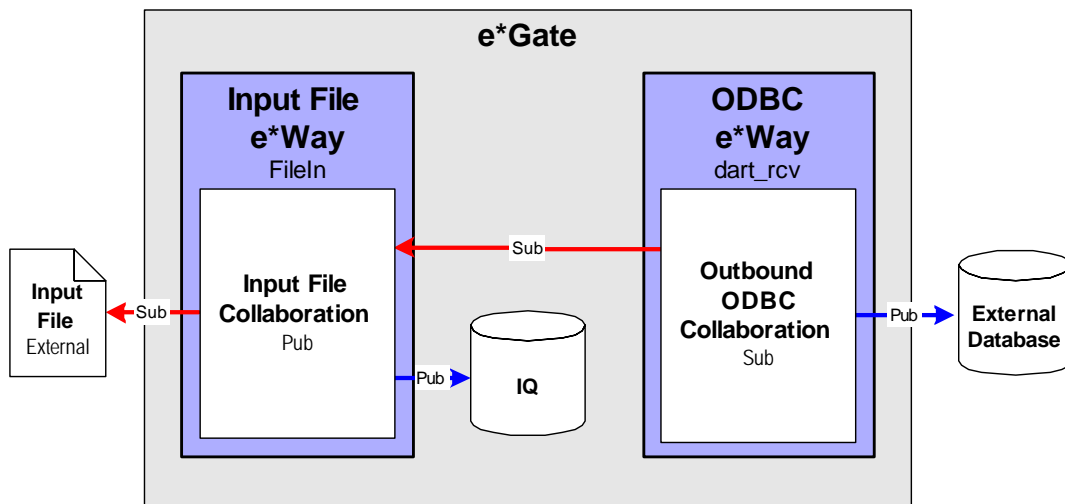 e*Gate
Input File
e*Way
FileIn
ODBC
e*Way
dart_rcv
Input
File
External
Sub
Input File
Collaboration
Pub
Pub
IQ
Sub
Outbound
ODBC
Collaboration
Sub
Pub
External
Database